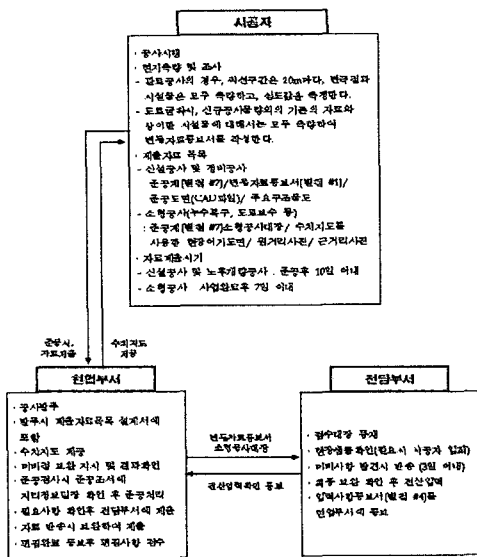 시공자
· 공사시행
· 현지측량 및 조사
- 관로공사의 경우, 직선구간은 20m마다, 변곡점과
시설물은 모두 측량하고, 심도값을 측정한다.
- 도로굴착시, 신규공사물량외의 기존의 자료와
상이한 시설물에 대해서는 모두 측량하여
변동자료통보서를 작성한다.
· 제출자료 목록
- 신설공사 및 정비공사
준공계[별첨 #7]/변동자료통보서[별첨 #1]/
준공도면(CAD파일)/ 주요구조물도
- 소형공사(누수복구, 도로보수 등)
: 준공계[별첨 #7]소형공사대장/ 수치지도를
사용한 현장야기도면/ 원거리사진/ 근거리사진
· 자료제출시기
- 신설공사 및 노후개량공사 : 준공후 10일 이내
- 소형공사 사업완료후 7일 이내
준공시,
자료제출
수치지도
제공
현업부서
· 공사발주
· 발주시 제출자료목록 설계서에
포함
· 수치지도 제공
· 미비점 보완 지시 및 결과확인
· 준공검사시 준공조서에
지리정보팀장 확인 후 준공처리
· 필요사항 확인후 전담부서에 제출
· 자료 반송시 보완하여 제출
· 편집완료 통보후 편집사항 검수
변동자료통보서
소형공사대장
전산입력확인 통보
전담부서
· 접수대장 등재
· 현장샘플확인(필요시 시공자 입회)
· 미비사항 발견시 반송 (3일 이내)
· 최종 보완 확인 후 전산입력
· 입력사항통보서[별첨 #4]를
현업부서에 통보